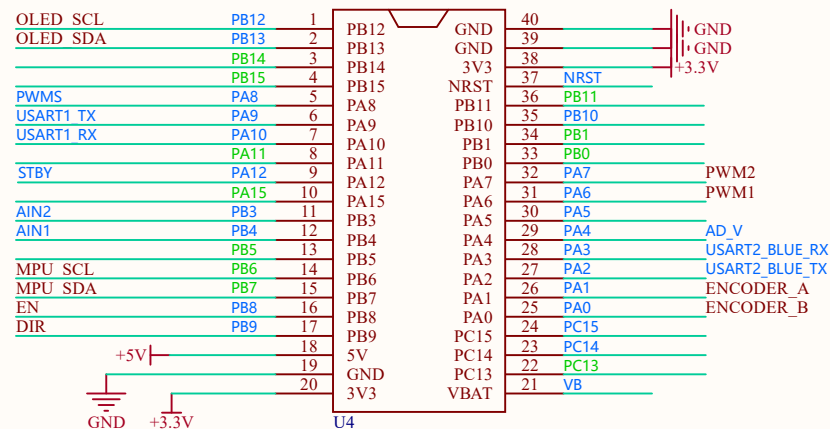 OLED_SCL PB12 1 PB12 GND 40 GND
OLED_SDA PB13 2 PB13 GND 39 GND
PB14 3 PB14 3V3 38 +3.3V
PB15 4 PB15 NRST 37 NRST
PWMS PA8 5 PA8 PB11 36 PB11
USART1_TX PA9 6 PA9 PB10 35 PB10
USART1_RX PA10 7 PA10 PB1 34 PB1
PA11 8 PA11 PB0 33 PB0
STBY PA12 9 PA12 PA7 32 PA7 PWM2
PA15 10 PA15 PA6 31 PA6 PWM1
AIN2 PB3 11 PB3 PA5 30 PA5
AIN1 PB4 12 PB4 PA4 29 PA4 AD_V
PB5 13 PB5 PA3 28 PA3 USART2_BLUE_RX
MPU_SCL PB6 14 PB6 PA2 27 PA2 USART2_BLUE_TX
MPU_SDA PB7 15 PB7 PA1 26 PA1 ENCODER_A
EN PB8 16 PB8 PA0 25 PA0 ENCODER_B
DIR PB9 17 PB9 PC15 24 PC15
+5V 18 5V PC14 23 PC14
19 GND PC13 22 PC13
20 3V3 VBAT 21 VB
GND +3.3V U4